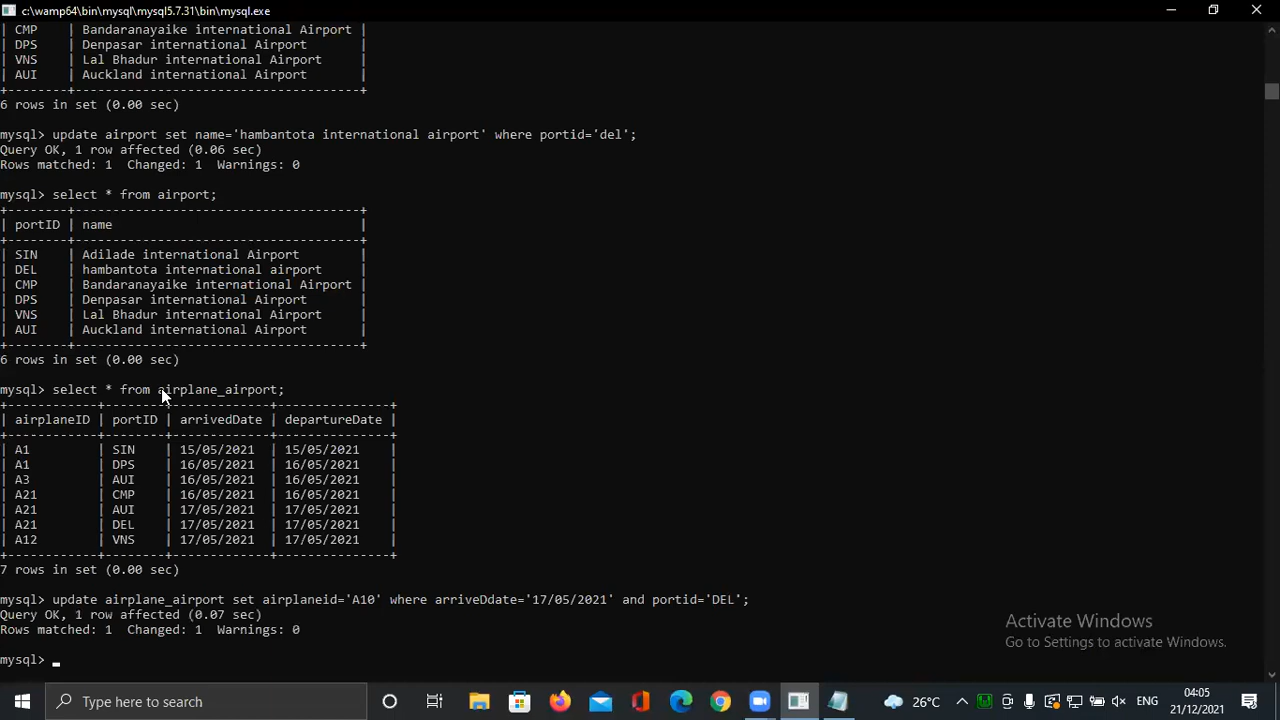 c:\wamp64\bin\mysql\mysql5.7.31\bin\mysql.exe
| CMP | Bandaranayaike international Airport |
| DPS | Denpasar international Airport |
| VNS | Lal Bhadur international Airport |
| AUI | Auckland international Airport |
+--------+--------------------------------------+
6 rows in set (0.00 sec)
mysql> update airport set name='hambantota international airport' where portid='del';
Query OK, 1 row affected (0.06 sec)
Rows matched: 1 Changed: 1 Warnings: 0
mysql> select * from airport;
+--------+--------------------------------------+
| portID | name |
+--------+--------------------------------------+
| SIN | Adilade international Airport |
| DEL | hambantota international airport |
| CMP | Bandaranayaike international Airport |
| DPS | Denpasar international Airport |
| VNS | Lal Bhadur international Airport |
| AUI | Auckland international Airport |
+--------+--------------------------------------+
6 rows in set (0.00 sec)
mysql> select * from airplane_airport;
+------------+--------+-------------+---------------+
| airplaneID | portID | arrivedDate | departureDate |
+------------+--------+-------------+---------------+
| A1 | SIN | 15/05/2021 | 15/05/2021 |
| A1 | DPS | 16/05/2021 | 16/05/2021 |
| A3 | AUI | 16/05/2021 | 16/05/2021 |
| A21 | CMP | 16/05/2021 | 16/05/2021 |
| A21 | AUI | 17/05/2021 | 17/05/2021 |
| A21 | DEL | 17/05/2021 | 17/05/2021 |
| A12 | VNS | 17/05/2021 | 17/05/2021 |
+------------+--------+-------------+---------------+
7 rows in set (0.00 sec)
mysql> update airplane_airport set airplaneid='A10' where arriveDdate='17/05/2021' and portid='DEL';
Query OK, 1 row affected (0.07 sec)
Rows matched: 1 Changed: 1 Warnings: 0
mysql> _
Activate Windows
Go to Settings to activate Windows.
Type here to search
26°C
ENG
04:05
21/12/2021